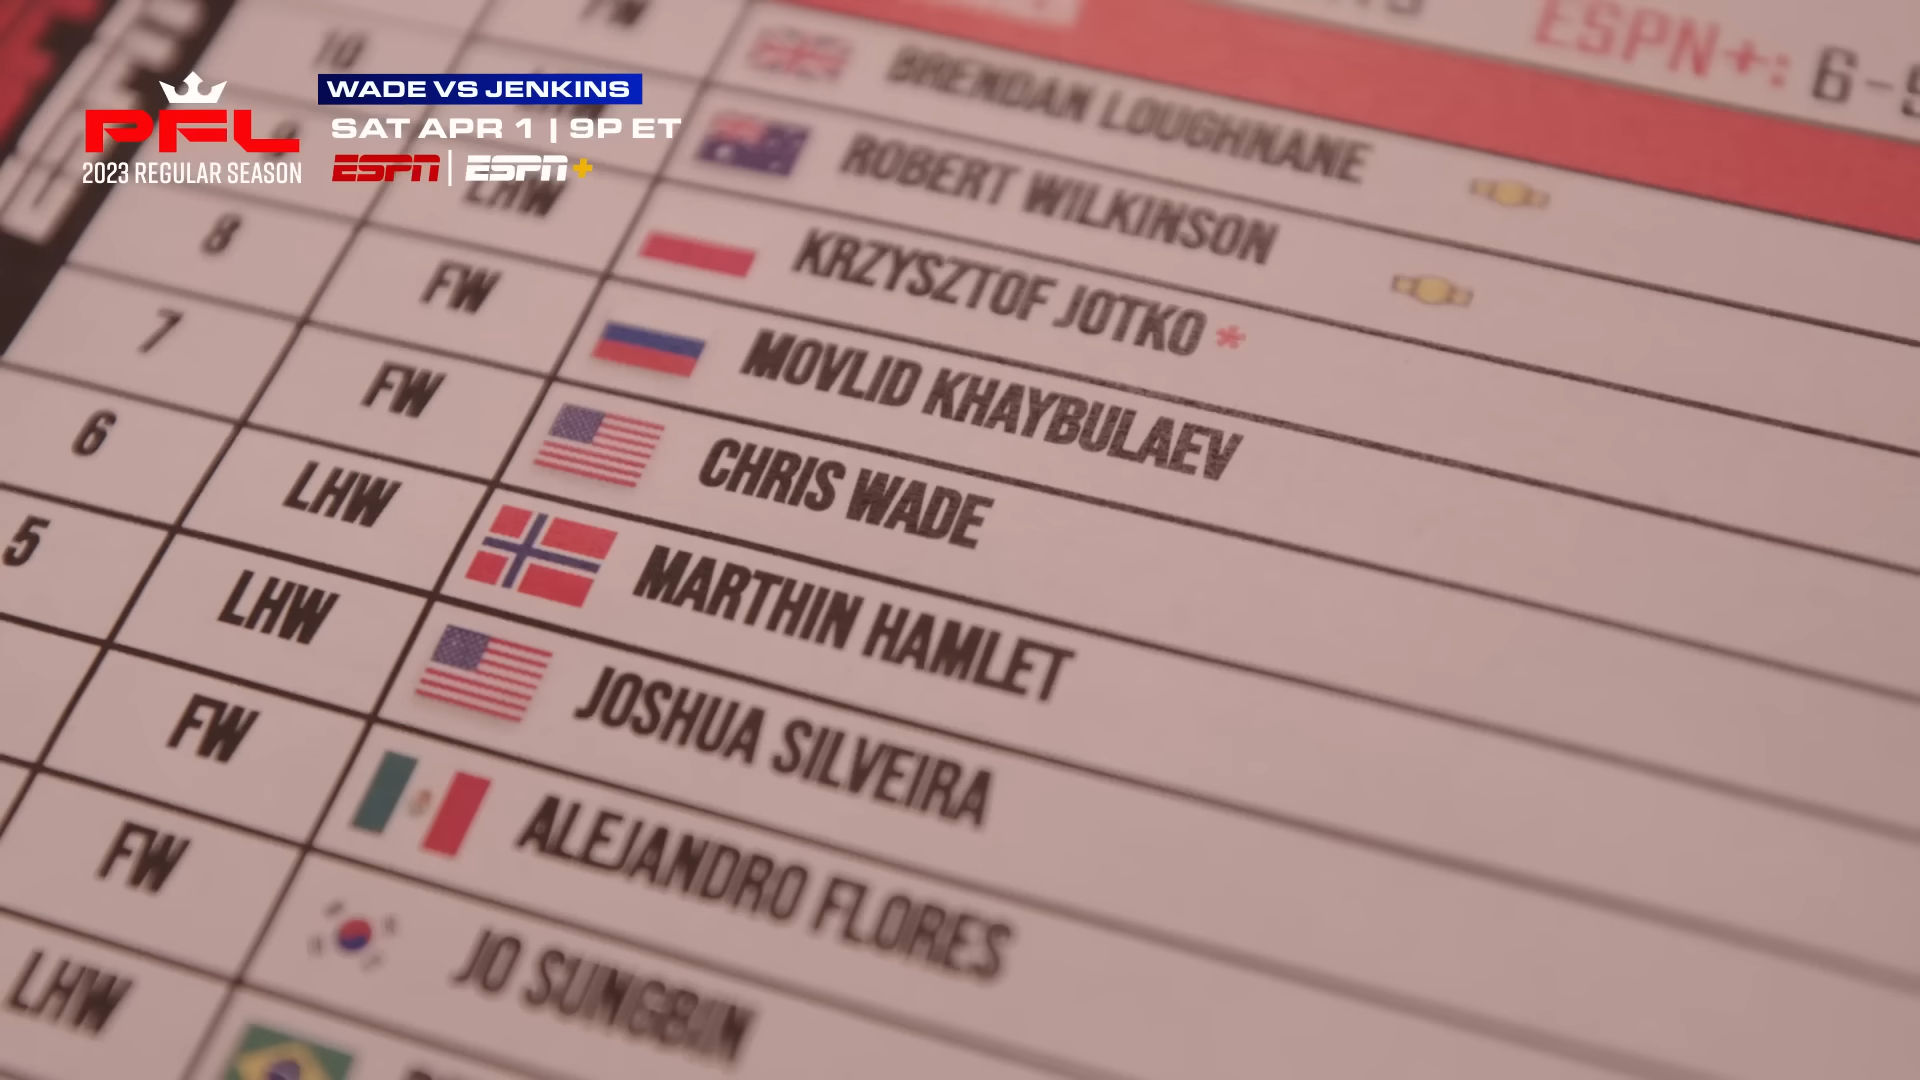 PFL
2023 REGULAR SEASON
WADE VS JENKINS
SAT APR 1 | 9P ET
ESPN | ESPN+
ESPN+: 6-
FW BRENDAN LOUGHNANE
10 ROBERT WILKINSON
LHW KRZYSZTOF JOTKO *
8 FW MOVLID KHAYBULAEV
7 FW CHRIS WADE
6 LHW MARTHIN HAMLET
5 LHW JOSHUA SILVEIRA
FW ALEJANDRO FLORES
FW JO SUNGBIN
LHW